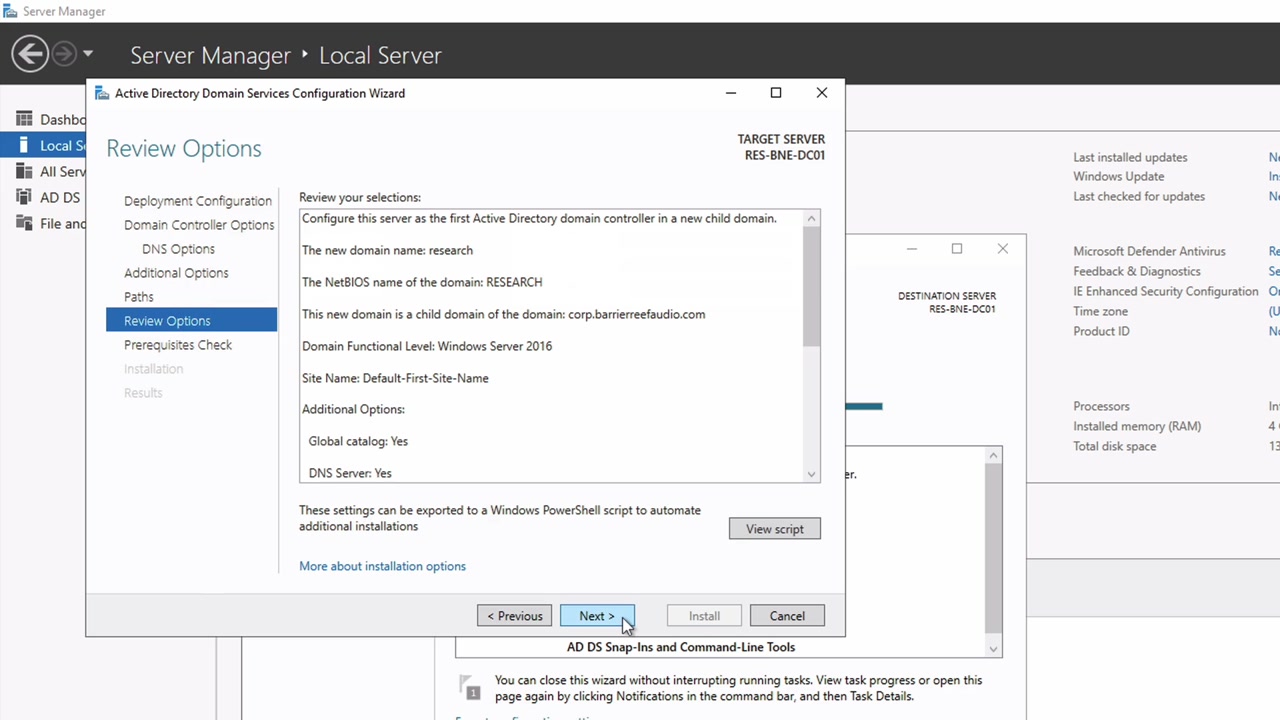 Server Manager
Server Manager ‣ Local Server
Active Directory Domain Services Configuration Wizard
Dashbo
Local Se
All Serv
AD DS
File and
Review Options
TARGET SERVER
RES-BNE-DC01
Deployment Configuration
Domain Controller Options
DNS Options
Additional Options
Paths
Review Options
Prerequisites Check
Installation
Results
Review your selections:
Configure this server as the first Active Directory domain controller in a new child domain.
The new domain name: research
The NetBIOS name of the domain: RESEARCH
This new domain is a child domain of the domain: corp.barrierreefaudio.com
Domain Functional Level: Windows Server 2016
Site Name: Default-First-Site-Name
Additional Options:
Global catalog: Yes
DNS Server: Yes
These settings can be exported to a Windows PowerShell script to automate
additional installations
View script
More about installation options
< Previous
Next >
Install
Cancel
DESTINATION SERVER
RES-BNE-DC01
er.
AD DS Snap-Ins and Command-Line Tools
1
You can close this wizard without interrupting running tasks. View task progress or open this
page again by clicking Notifications in the command bar, and then Task Details.
Last installed updates
Ne
Windows Update
Ins
Last checked for updates
Ne
Microsoft Defender Antivirus
Re
Feedback & Diagnostics
Se
IE Enhanced Security Configuration
On
Time zone
(U
Product ID
No
Processors
Int
Installed memory (RAM)
4 G
Total disk space
13